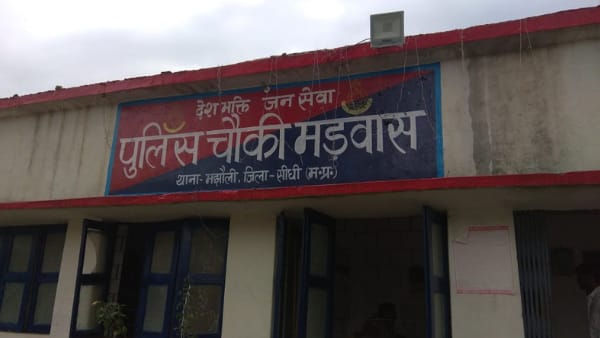 देश भक्ति जन सेवा
पुलिस चौकी मड़वास
थाना-मझौली, जिला-सीधी (म.प्र.)